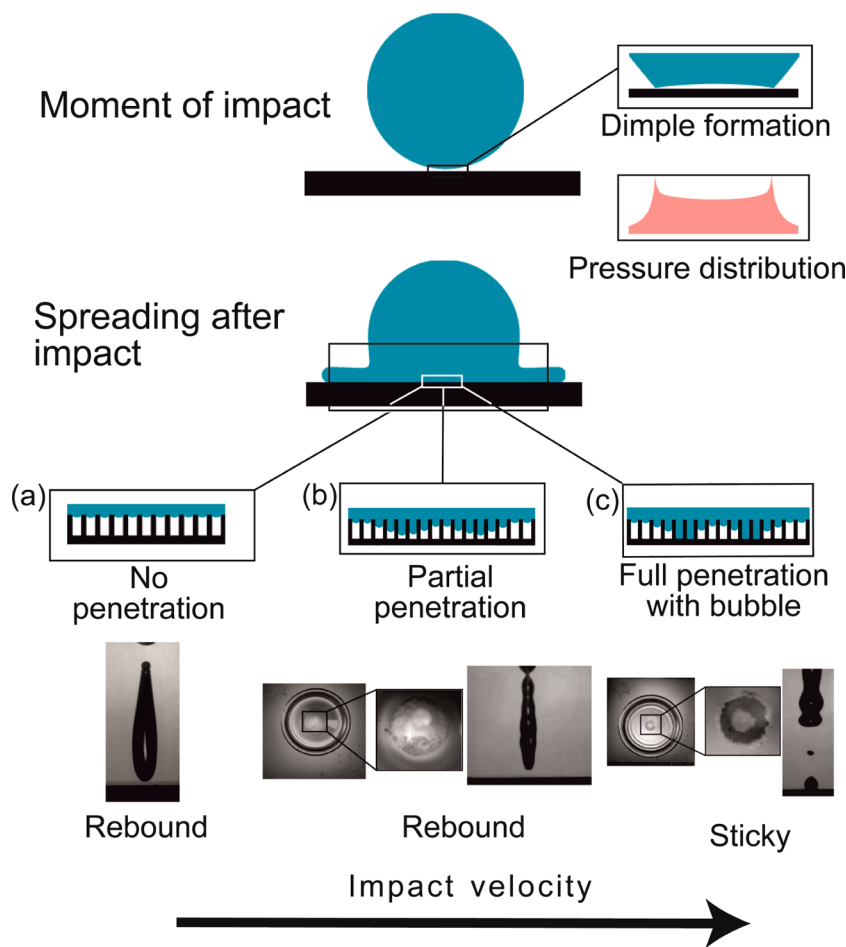 Moment of impact
Dimple formation
Pressure distribution
Spreading after
impact
(a)
(b)
(c)
No
penetration
Partial
penetration
Full penetration
with bubble
Rebound
Rebound
Sticky
Impact velocity